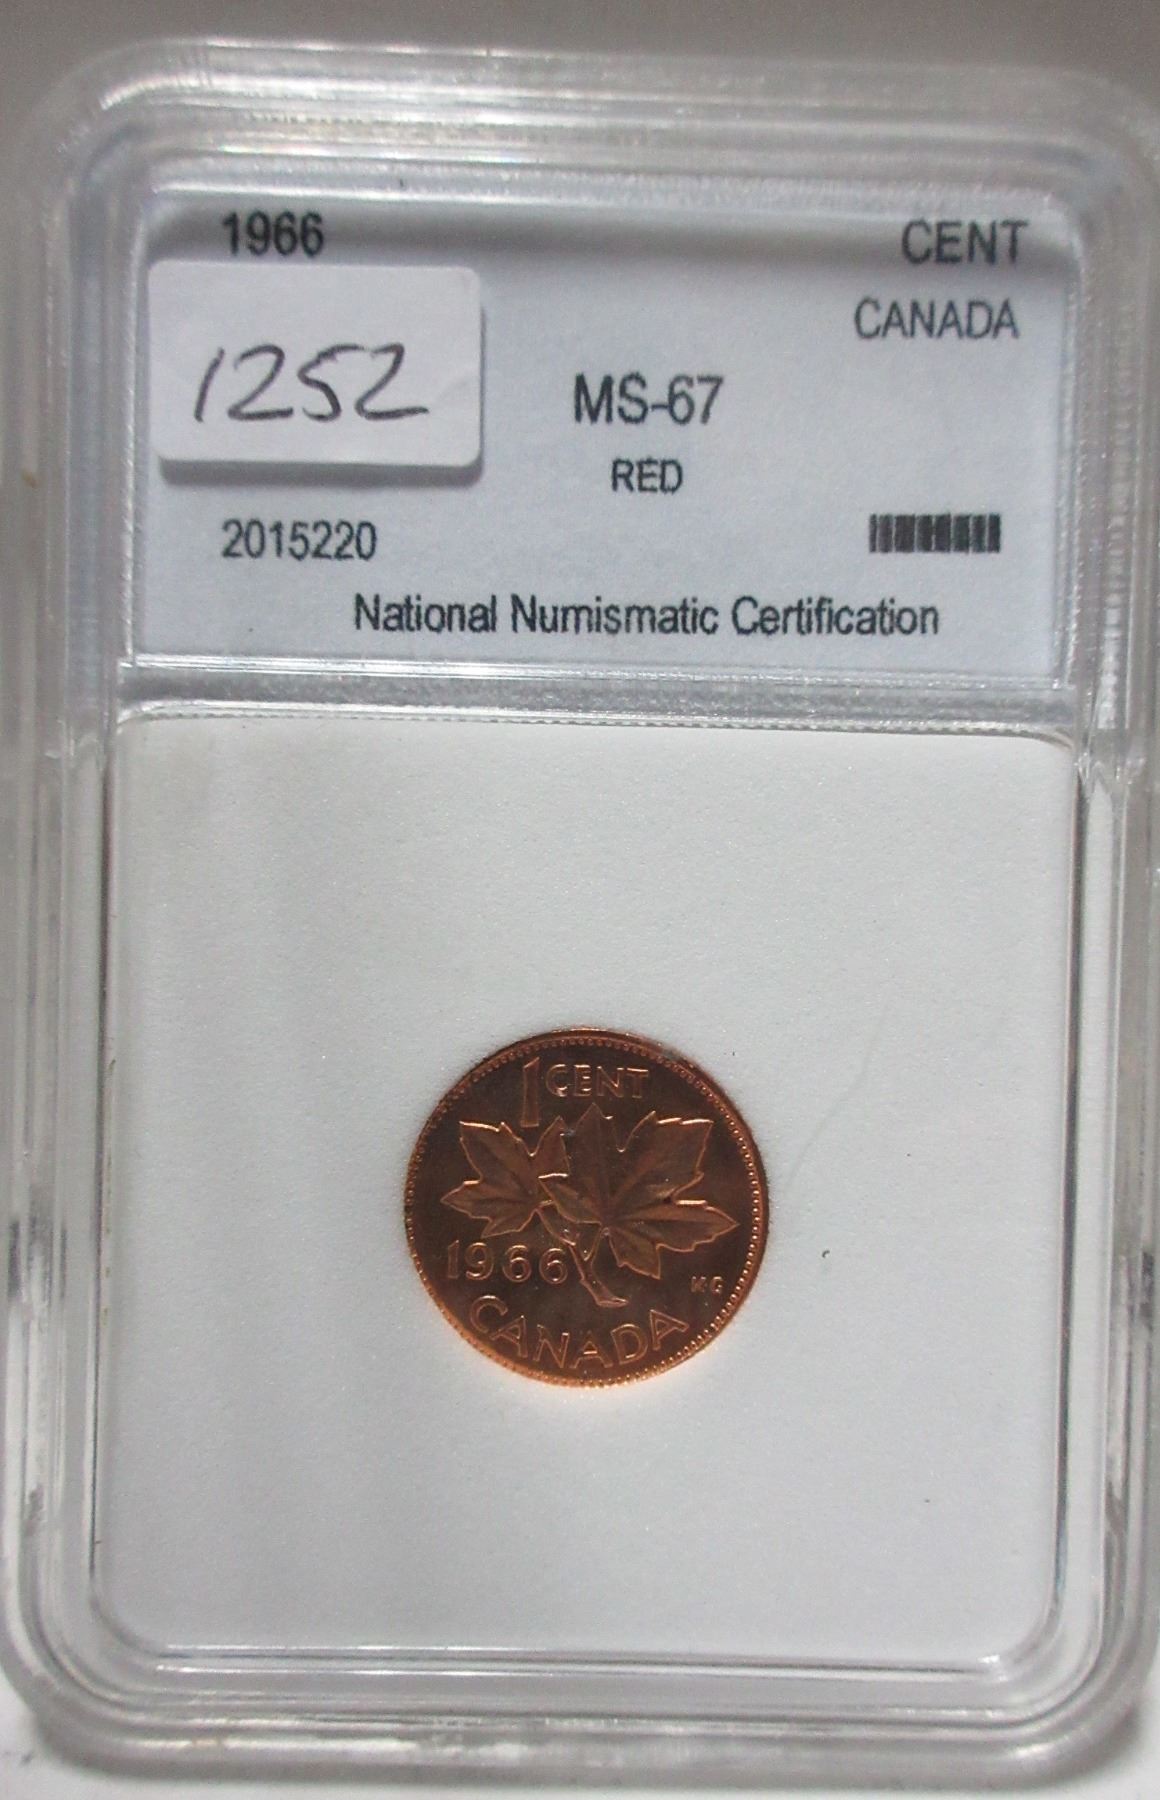 1966
CENT
CANADA
1252
MS-67
RED
2015220
National Numismatic Certification
1 CENT
1966
KG
CANADA